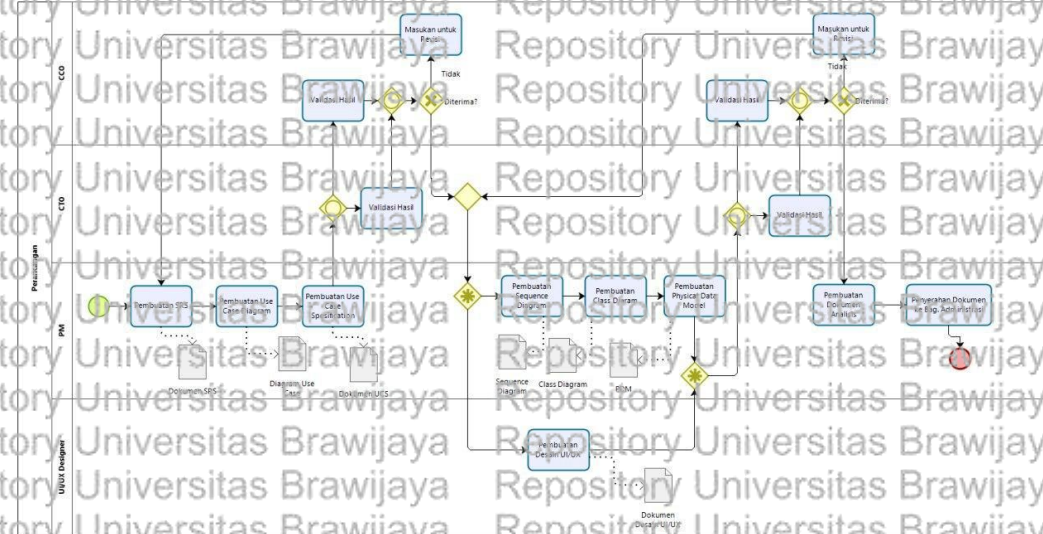 Perancangan
CCO
CTO
PM
UI/UX Designer
Masukan untuk
Revisi
Tidak
Validasi Hasil
Diterima?
Validasi Hasil
Masukan untuk
Revisi
Tidak
Validasi Hasil
Diterima?
Validasi Hasil
Pembuatan SRS
Pembuatan Use
Case Diagram
Pembuatan Use
Case
Specification
Dokumen SRS
Diagram Use
Case
Dokumen UCS
Pembuatan
Sequence
Diagram
Pembuatan
Class Diagram
Pembuatan
Physical Data
Model
Sequence
Diagram
Class Diagram
PDM
Pembuatan
Dokumen
Analisis
Penyerahan Dokumen
ke Bag. Administrasi
Pembuatan
Desain UI/UX
Dokumen
Desain UI/UX
Repository Universitas Brawijaya